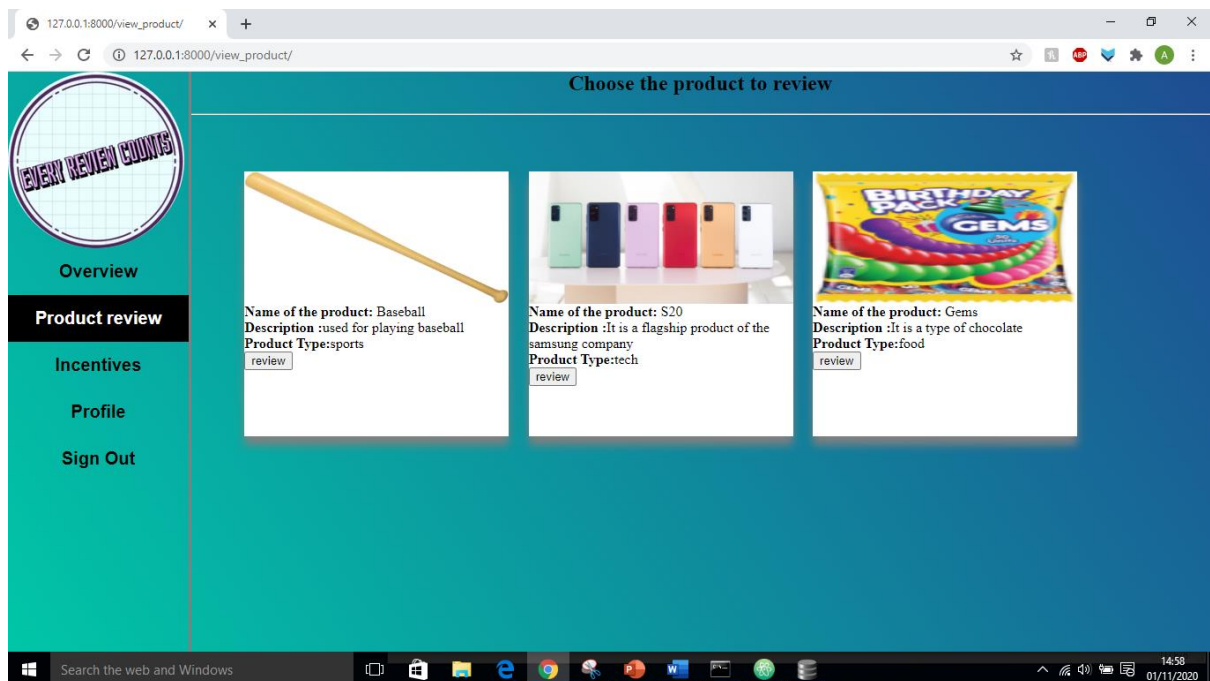 127.0.0.1:8000/view_product/
127.0.0.1:8000/view_product/
ABP
A
EVERY REVIEW COUNTS
Choose the product to review
Overview
Product review
Incentives
Profile
Sign Out
BIRTHDAY
PACK
GEMS
Name of the product: Baseball
Description :used for playing baseball
Product Type:sports
review
Name of the product: S20
Description :It is a flagship product of the
samsung company
Product Type:tech
review
Name of the product: Gems
Description :It is a type of chocolate
Product Type:food
review
Search the web and Windows
14:58
01/11/2020